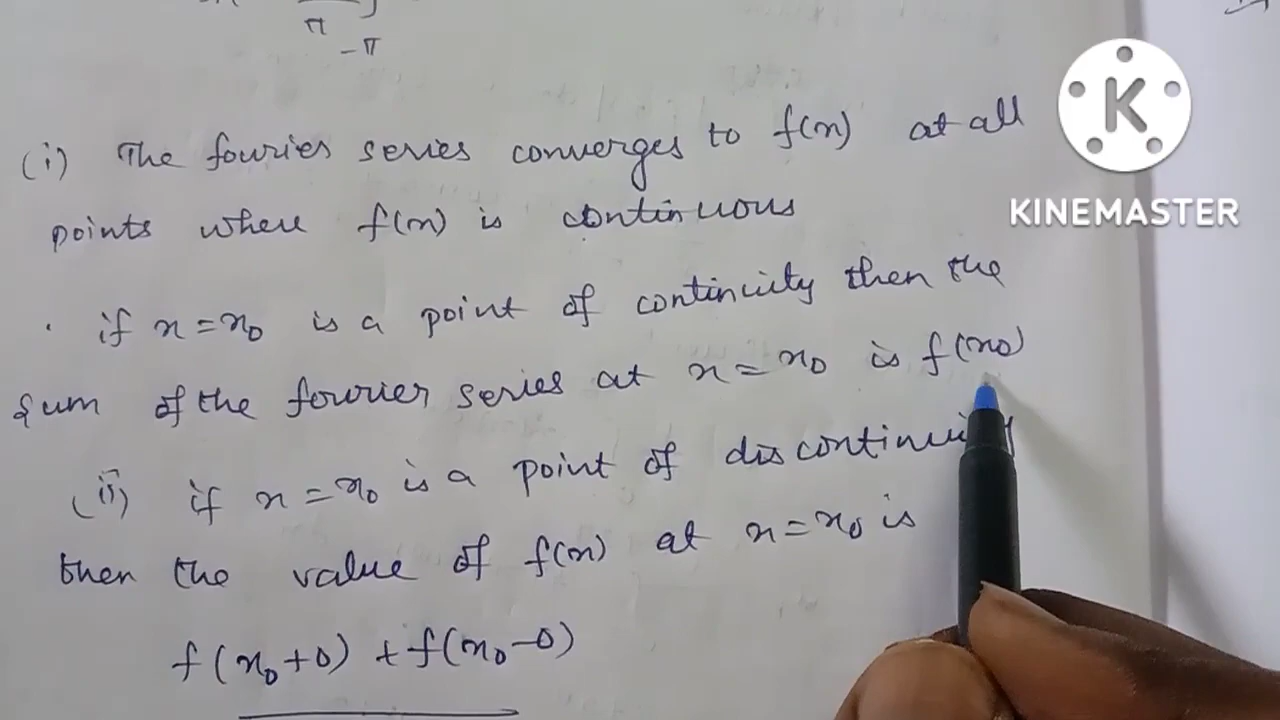 π
-π
(i) The fourier series converges to f(x) at all
points where f(x) is continuous
. if x = x₀ is a point of continuity then the
sum of the fourier series at x = x₀ is f(x₀)
(ii) if x = x₀ is a point of discontinuity
then the value of f(x) at x = x₀ is
f(x₀+0) + f(x₀-0)
K
KINEMASTER